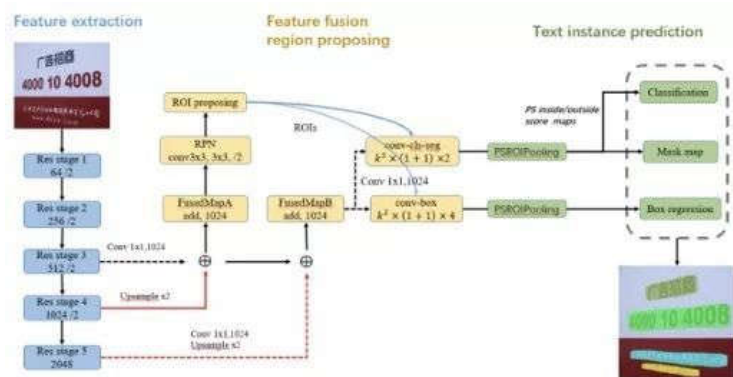 Feature extraction
Feature fusion
region proposing
Text instance prediction
广告招商
4000 10 4008
Res stage 1
64 /2
Res stage 2
256 /2
Res stage 3
512 /2
Res stage 4
1024 /2
Res stage 5
2048
Conv 1x1,1024
Upsample x2
Conv 1x1,1024
Upsample x2
ROI proposing
RPN
conv3x3, 3x3, /2
FusedMapA
add, 1024
FusedMapB
add, 1024
ROIs
conv-cls-seg
k² × (1 + 1) ×2
Conv 1x1,1024
conv-box
k² × (1 + 1) × 4
PSROIPooling
PSROIPooling
PS inside/outside
score maps
Classification
Mask map
Box regression
广告招商
4000 10 4008